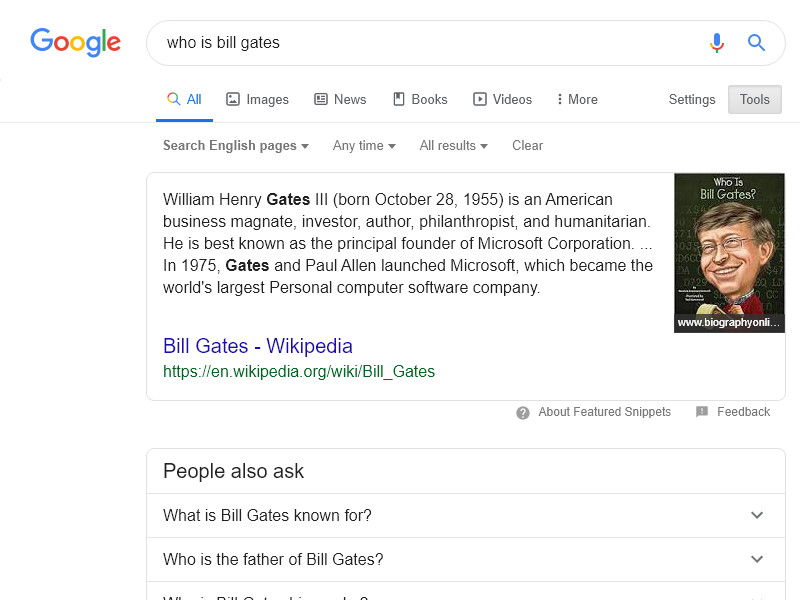 Google
who is bill gates
All Images News Books Videos More Settings Tools
Search English pages Any time All results Clear
William Henry Gates III (born October 28, 1955) is an American
business magnate, investor, author, philanthropist, and humanitarian.
He is best known as the principal founder of Microsoft Corporation. ...
In 1975, Gates and Paul Allen launched Microsoft, which became the
world's largest Personal computer software company.
Who Is
Bill Gates?
www.biographyonli...
Bill Gates - Wikipedia
https://en.wikipedia.org/wiki/Bill_Gates
About Featured Snippets Feedback
People also ask
What is Bill Gates known for?
Who is the father of Bill Gates?